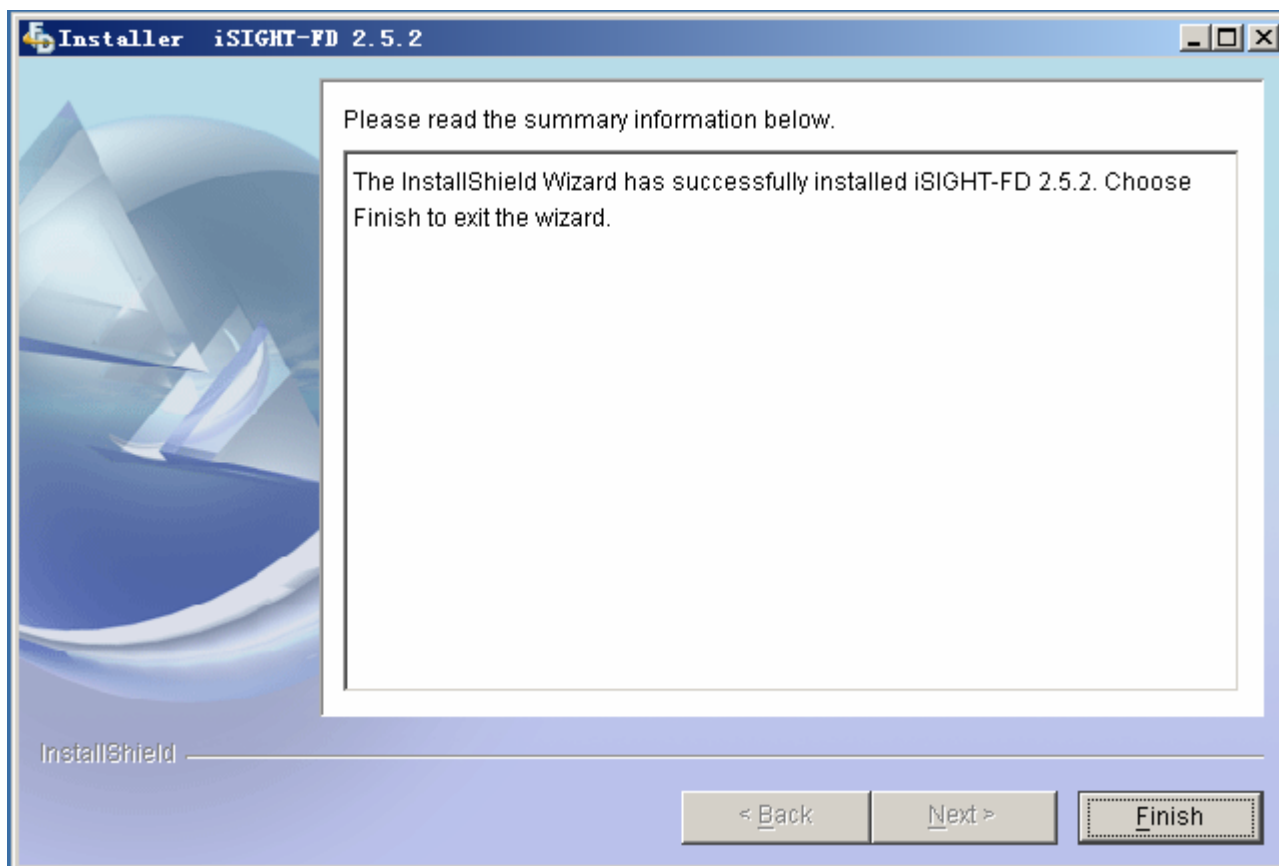 Installer iSIGHT-FD 2.5.2
Please read the summary information below.
The InstallShield Wizard has successfully installed iSIGHT-FD 2.5.2. Choose
Finish to exit the wizard.
InstallShield
< Back Next > Finish